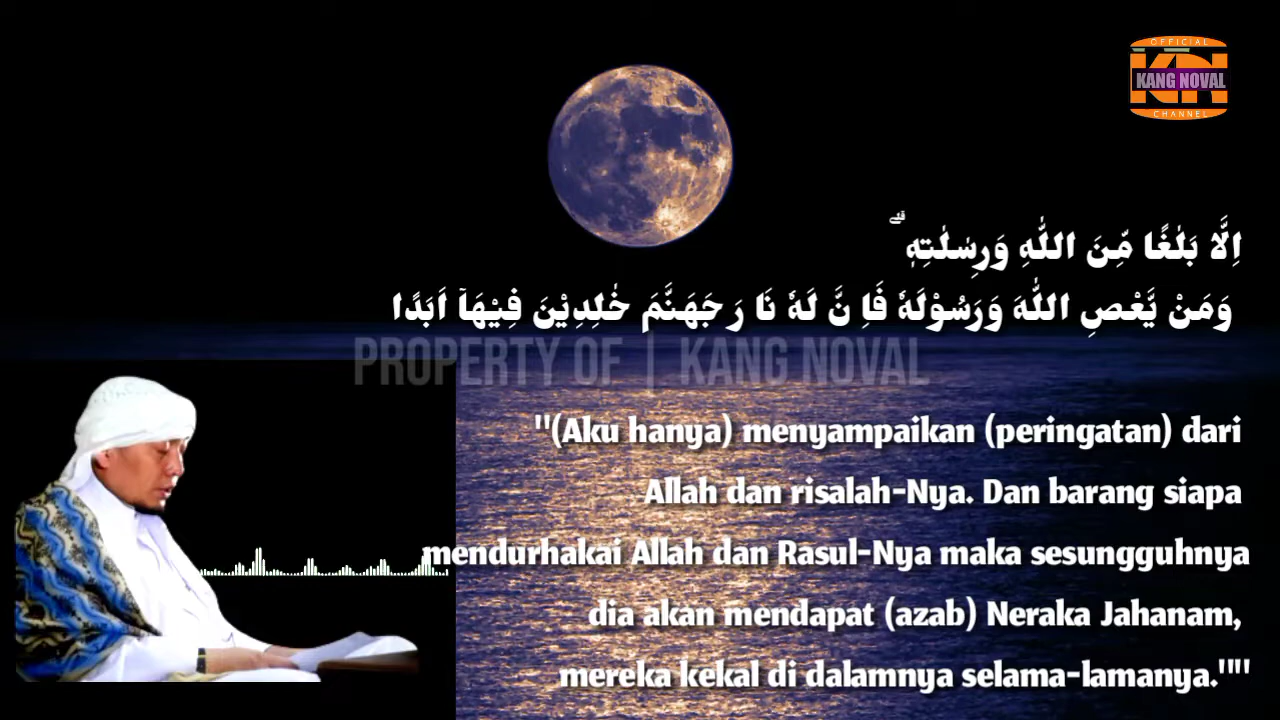 OFFICIAL
KN
KANG NOVAL
CHANNEL
اِلَّا بَلٰغًا مِّنَ اللّٰهِ وَرِسٰلٰتِهٖ ۗ
وَمَنْ يَّعْصِ اللّٰهَ وَرَسُوْلَهٗ فَاِ نَّ لَهٗ نَا رَ جَهَنَّمَ خٰلِدِيْنَ فِيْهَاۤ اَبَدًا
PROPERTY OF | KANG NOVAL
"(Aku hanya) menyampaikan (peringatan) dari
Allah dan risalah-Nya. Dan barang siapa
mendurhakai Allah dan Rasul-Nya maka sesungguhnya
dia akan mendapat (azab) Neraka Jahanam,
mereka kekal di dalamnya selama-lamanya.""